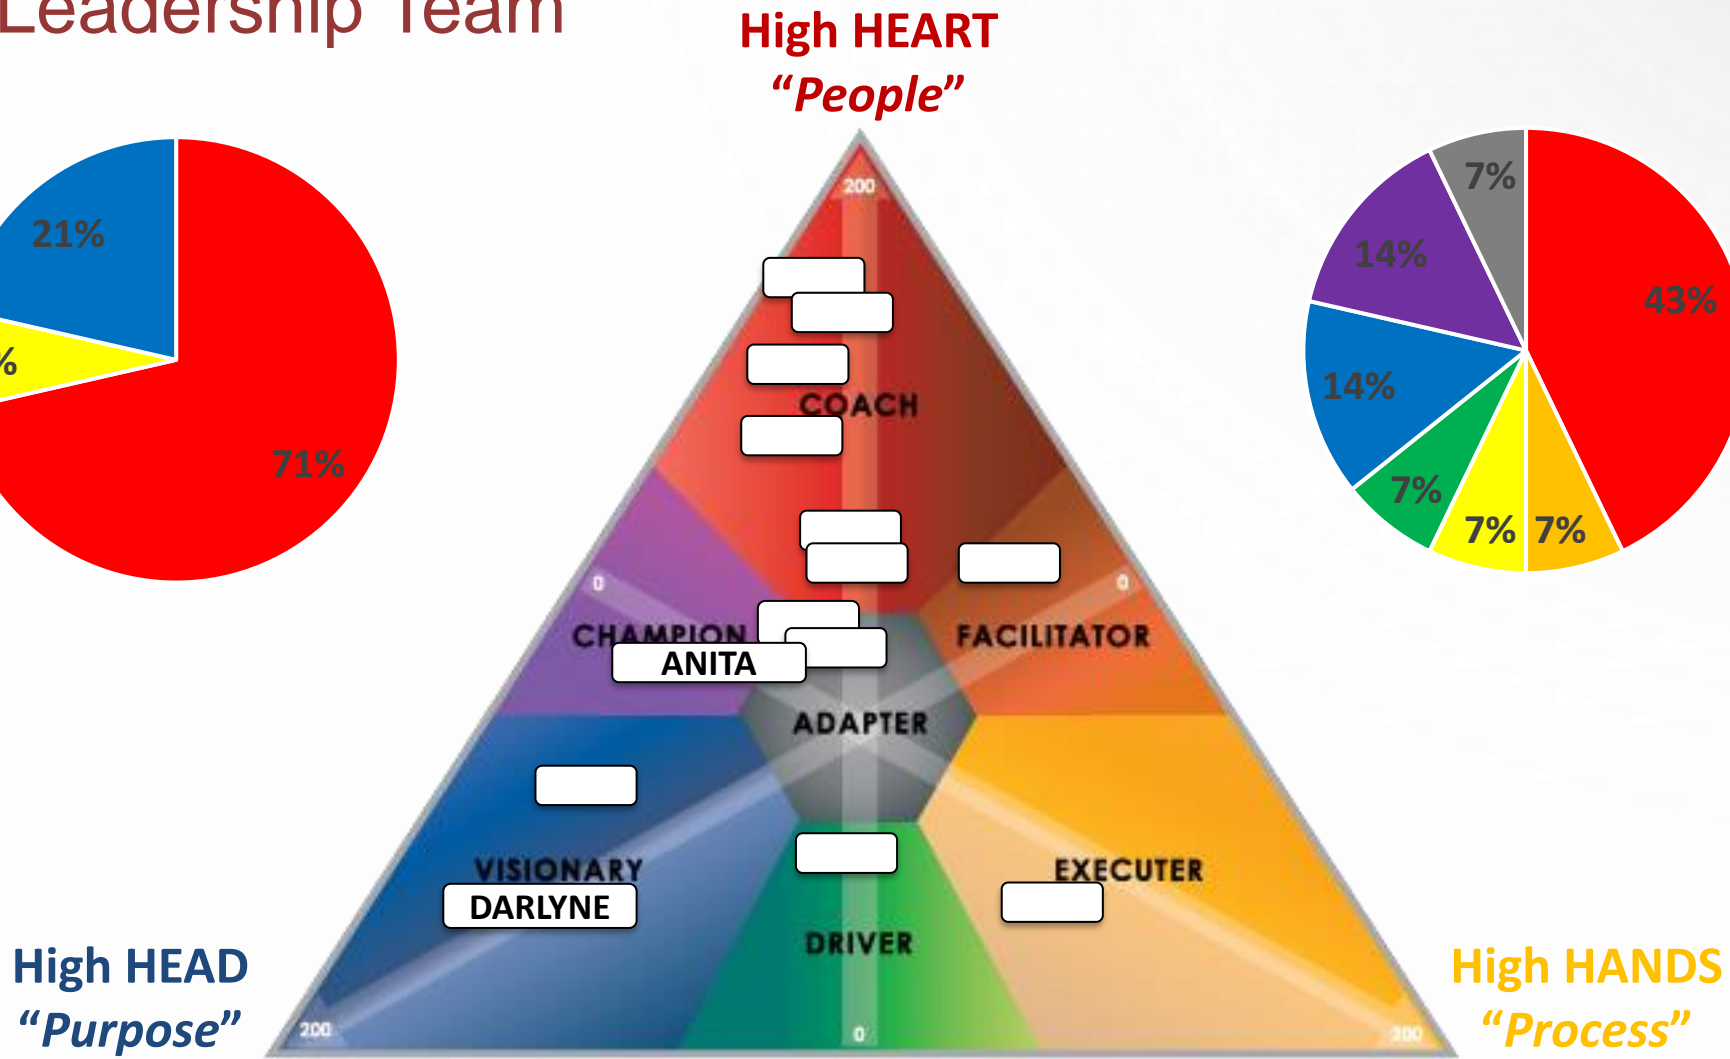 Leadership Team
High HEART
“People”
21%
%
71%
200
COACH
0
0
CHAMPION
FACILITATOR
ANITA
ADAPTER
VISIONARY
EXECUTER
DARLYNE
DRIVER
200
0
200
7%
43%
14%
14%
7%
7%
7%
High HEAD
“Purpose”
High HANDS
“Process”